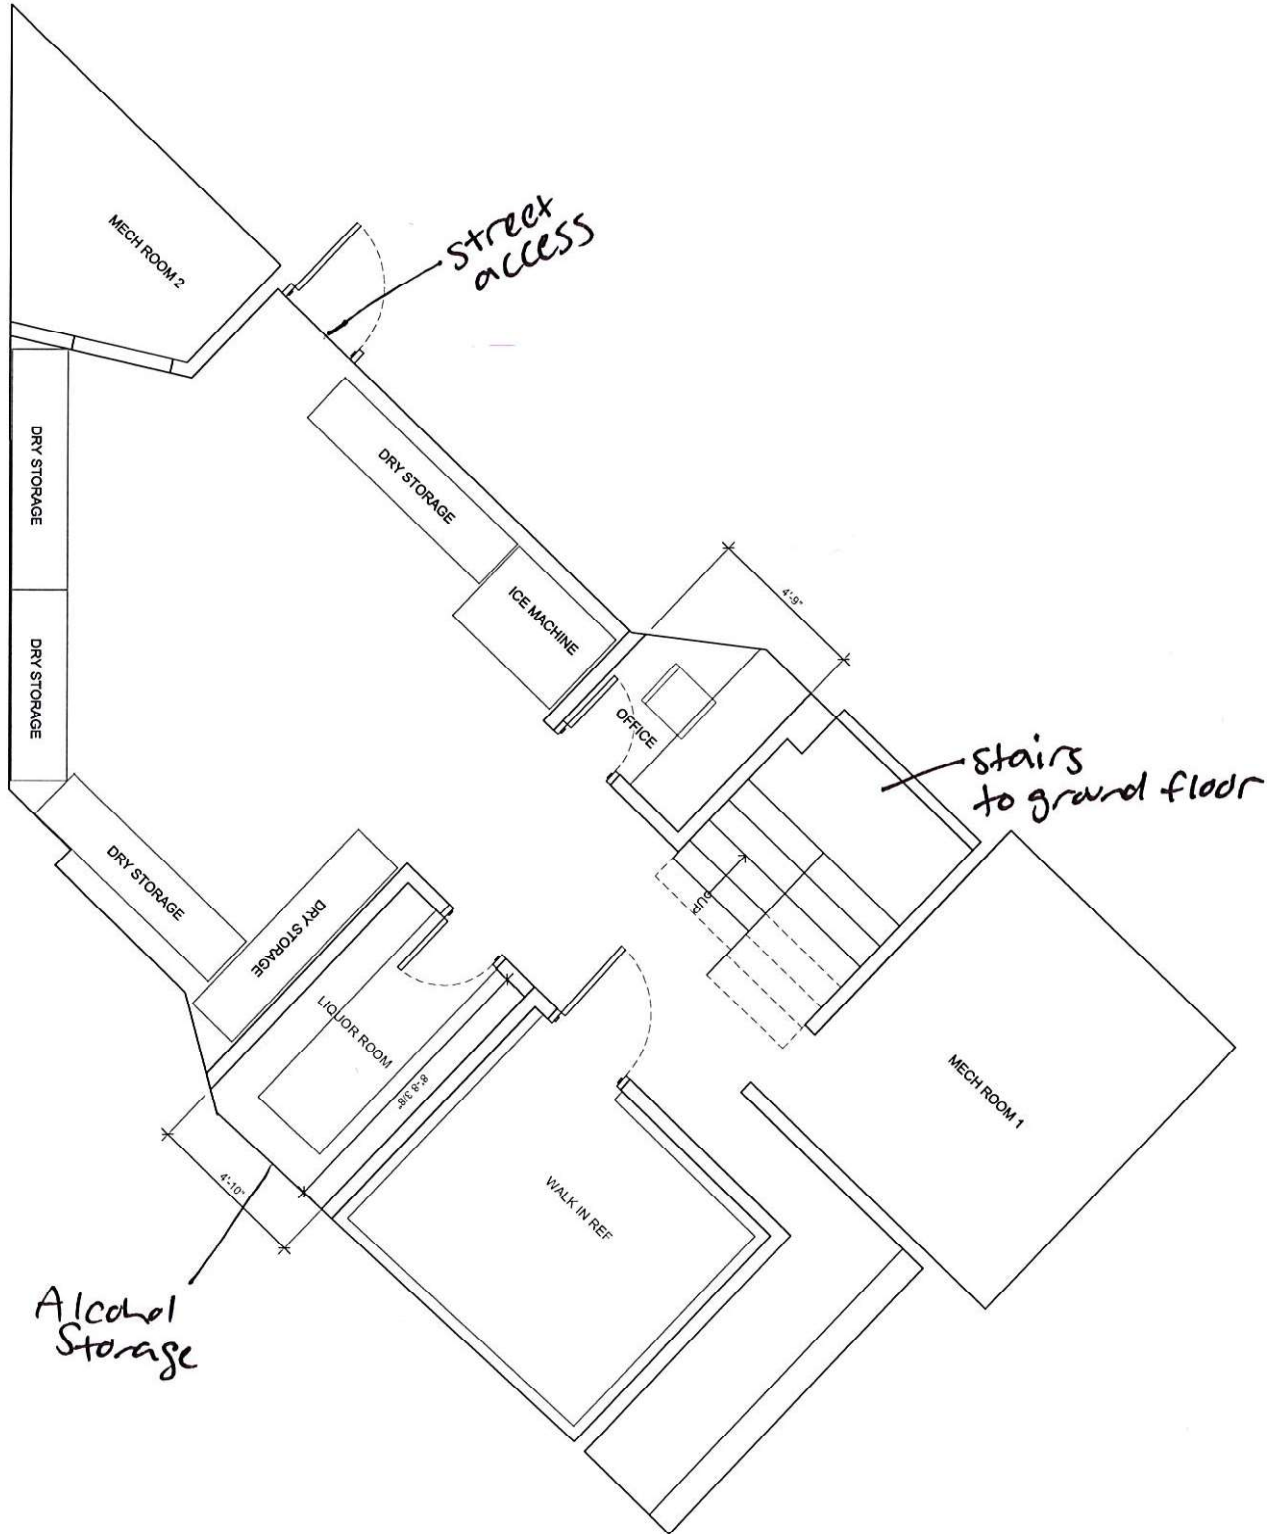 MECH ROOM 2
street
access
DRY STORAGE
DRY STORAGE
ICE MACHINE
4'-9"
DRY STORAGE
OFFICE
stairs
to ground floor
DRY STORAGE
DRY STORAGE
UP
LIQUOR ROOM
8'-8 3/8"
MECH ROOM 1
4'-10"
WALK IN REF
Alcohol
Storage